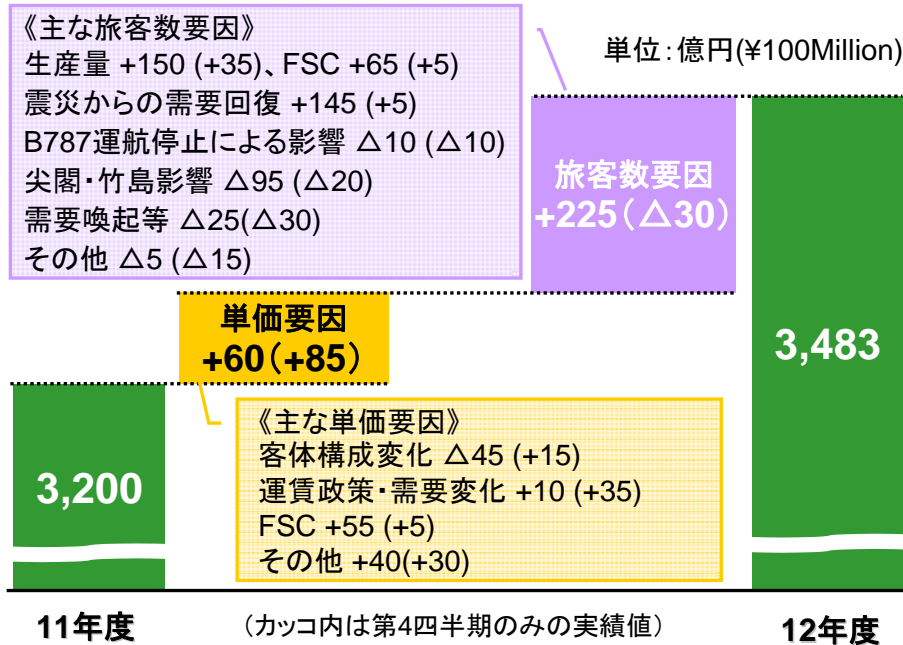 《主な旅客数要因》
生産量 +150 (+35)、FSC +65 (+5)
震災からの需要回復 +145 (+5)
B787運航停止による影響 △10 (△10)
尖閣・竹島影響 △95 (△20)
需要喚起等 △25(△30)
その他 △5 (△15)
単位：億円(¥100Million)
旅客数要因
+225（△30）
単価要因
+60（+85）
3,483
3,200
《主な単価要因》
客体構成変化 △45 (+15)
運賃政策・需要変化 +10 (+35)
FSC +55 (+5)
その他 +40(+30)
11年度
（カッコ内は第4四半期のみの実績値）
12年度